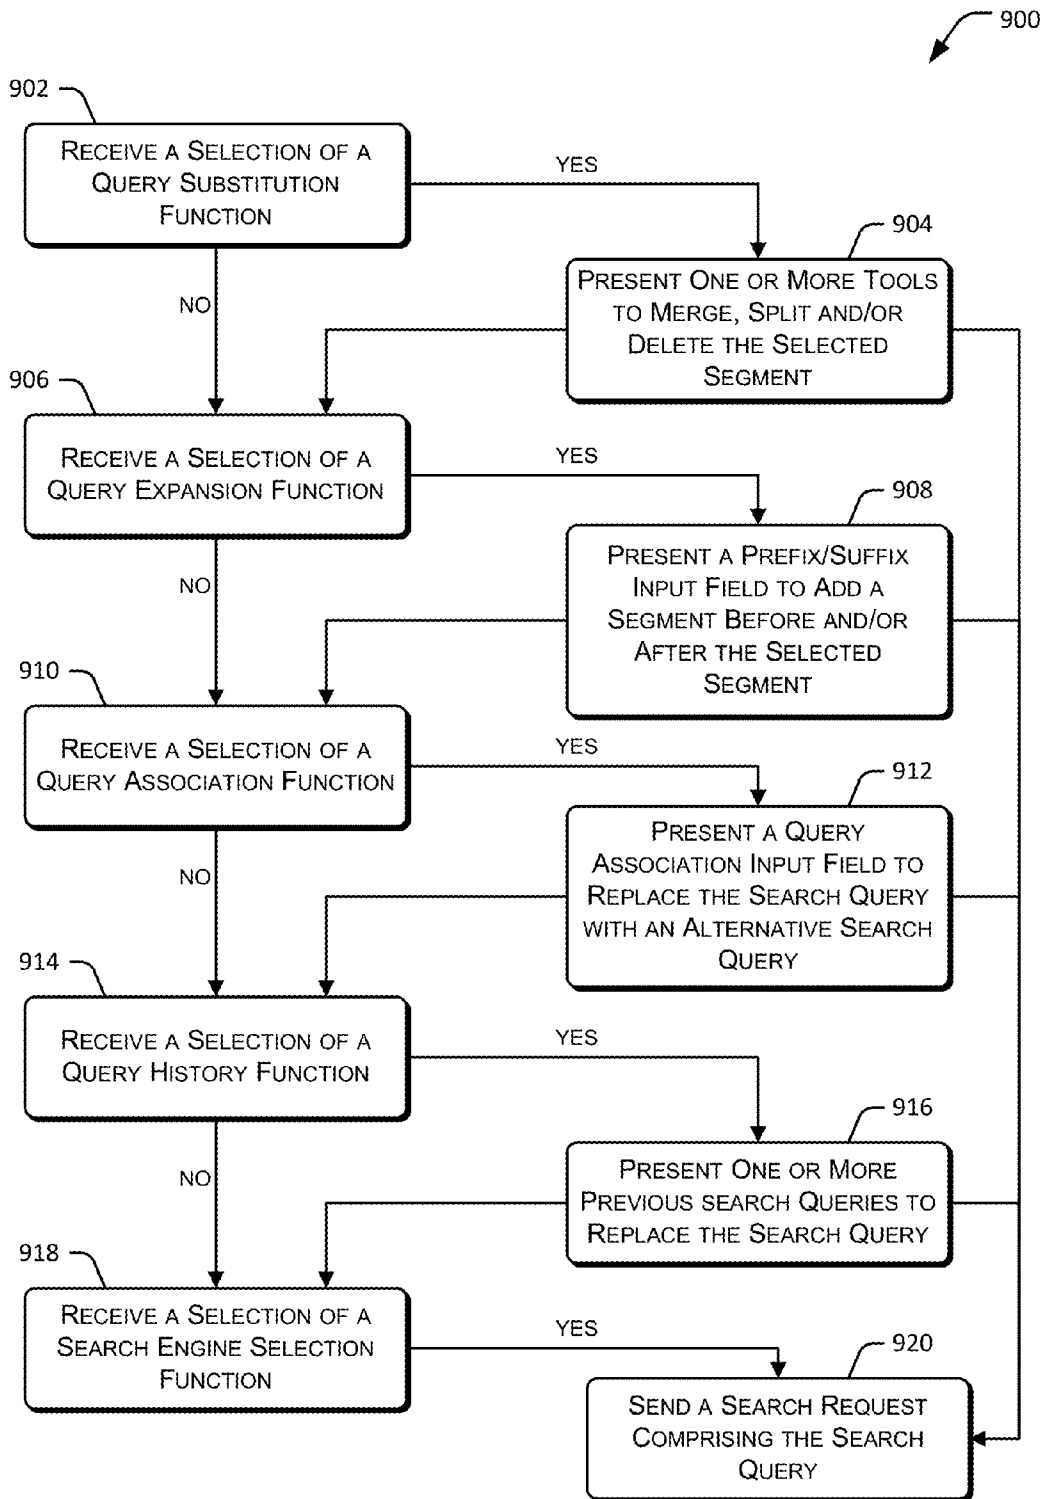 900
902
RECEIVE A SELECTION OF A
QUERY SUBSTITUTION
FUNCTION
YES
904
PRESENT ONE OR MORE TOOLS
TO MERGE, SPLIT AND/OR
DELETE THE SELECTED
SEGMENT
NO
906
RECEIVE A SELECTION OF A
QUERY EXPANSION FUNCTION
YES
908
PRESENT A PREFIX/SUFFIX
INPUT FIELD TO ADD A
SEGMENT BEFORE AND/OR
AFTER THE SELECTED
SEGMENT
NO
910
RECEIVE A SELECTION OF A
QUERY ASSOCIATION FUNCTION
YES
912
PRESENT A QUERY
ASSOCIATION INPUT FIELD TO
REPLACE THE SEARCH QUERY
WITH AN ALTERNATIVE SEARCH
QUERY
NO
914
RECEIVE A SELECTION OF A
QUERY HISTORY FUNCTION
YES
916
PRESENT ONE OR MORE
PREVIOUS SEARCH QUERIES TO
REPLACE THE SEARCH QUERY
NO
918
RECEIVE A SELECTION OF A
SEARCH ENGINE SELECTION
FUNCTION
YES
920
SEND A SEARCH REQUEST
COMPRISING THE SEARCH
QUERY